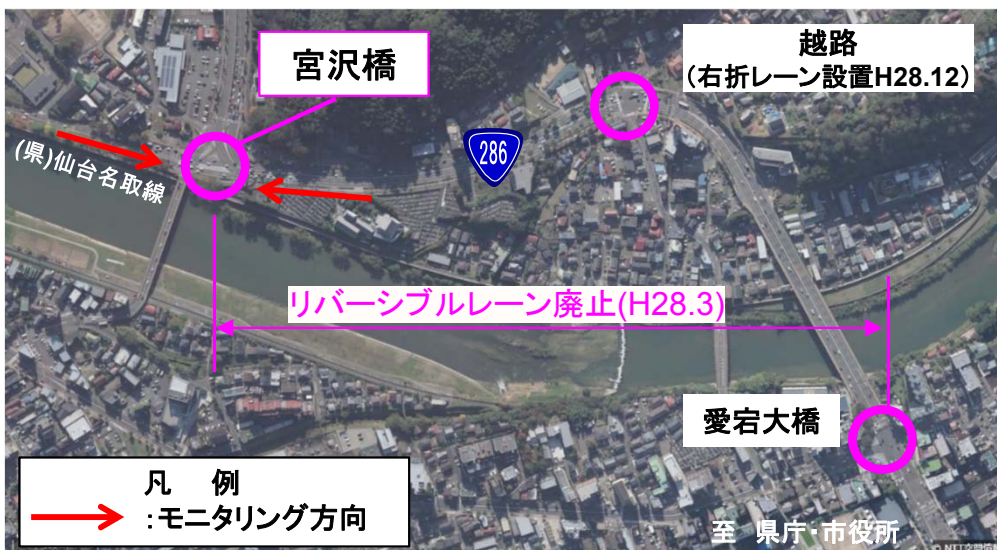 宮沢橋
越路
(右折レーン設置H28.12)
286
(県)仙台名取線
リバーシブルレーン廃止(H28.3)
愛宕大橋
凡 例
:モニタリング方向
至 県庁・市役所